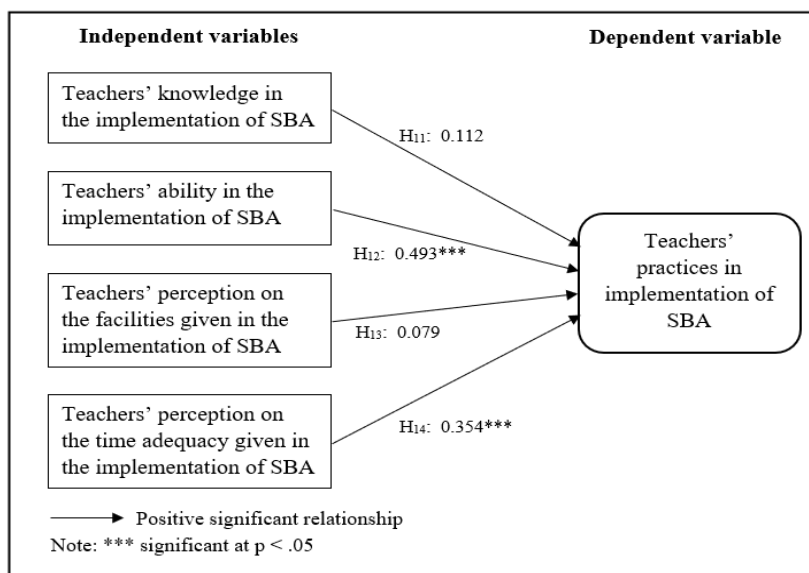 Independent variables
Dependent variable
Teachers’ knowledge in
the implementation of SBA
H₁₁: 0.112
Teachers’ ability in the
implementation of SBA
H₁₂: 0.493***
Teachers’ perception on
the facilities given in the
implementation of SBA
H₁₃: 0.079
Teachers’ perception on
the time adequacy given in
the implementation of SBA
H₁₄: 0.354***
Teachers’
practices in
implementation of
SBA
Positive significant relationship
Note: *** significant at p < .05